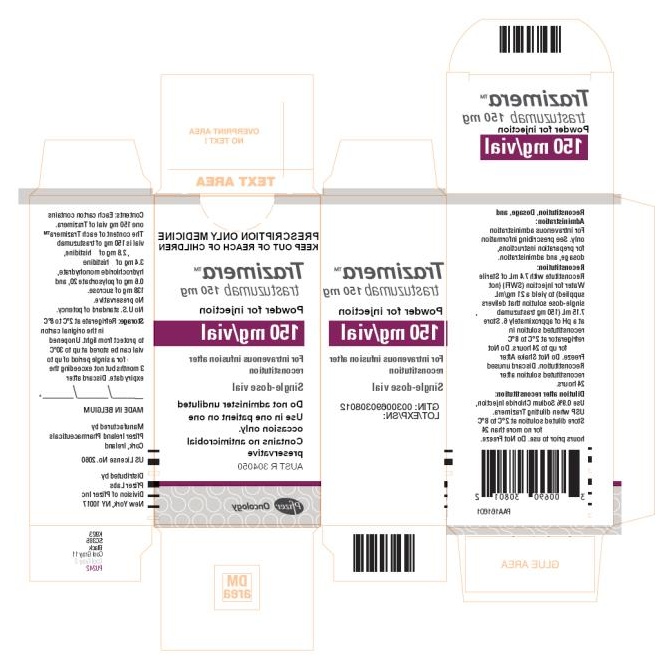 Trazimera™
trastuzumab 150 mg
Powder for injection
150 mg/vial
OVERPRINT AREA
NO TEXT !
TEXT AREA
Contents: Each carton contains
one 150 mg vial of Trazimera.
The content of each Trazimera™
vial is 150 mg of trastuzumab
, 2.8 mg of histidine,
3.4 mg of histidine
hydrochloride monohydrate,
0.6 mg of polysorbate 20, and
138 mg of sucrose.
No preservative.
No U.S. standard of potency.
Storage: Refrigerate at 2°C to 8°C
in the original carton
to protect from light. Unopened
vial can be stored at up to 30°C
for a single period of up to
3 months but not exceeding the
expiry date. Discard after
____/____/____.
MADE IN BELGIUM
Manufactured by
Pfizer Ireland Pharmaceuticals
Cork, Ireland
US License No. 2060
Distributed by
Pfizer Labs
Division of Pfizer Inc
New York, NY 10017
PRESCRIPTION ONLY MEDICINE
KEEP OUT OF REACH OF CHILDREN
Trazimera™
trastuzumab 150 mg
Powder for injection
150 mg/vial
For intravenous infusion after
reconstitution
Single-dose vial
Do not administer undiluted
Use in one patient on one
occasion only.
Contains no antimicrobial
preservative
AUST R 304050
Pfizer Oncology
Trazimera™
trastuzumab 150 mg
Powder for injection
150 mg/vial
For intravenous infusion after
reconstitution
Single-dose vial
GTIN: 00300690308012
LOT/EXP/SN:
Reconstitution, Dosage, and
Administration:
For intravenous administration
only. See prescribing information
for preparation instructions,
dosage, and administration.
Reconstitution:
Reconstitute with 7.4 mL of Sterile
Water for Injection (SWFI) (not
supplied) to yield a 21 mg/mL
single-dose solution that delivers
7.15 mL (150 mg trastuzumab
at a pH of approximately 6. Store
reconstituted solution in
refrigerator at 2°C to 8°C
for up to 24 hours. Do Not
Freeze. Do Not Shake After
Reconstitution. Discard unused
reconstituted solution after
24 hours.
Dilution after reconstitution:
Use 0.9% Sodium Chloride Injection,
USP when diluting Trazimera.
Store diluted solution at 2°C to 8°C
for no more than 24
hours prior to use. Do Not Freeze.
3 00690 30801 2
PAA161601
Black
Cool Gray 11
PU242
DM
area
GLUE AREA